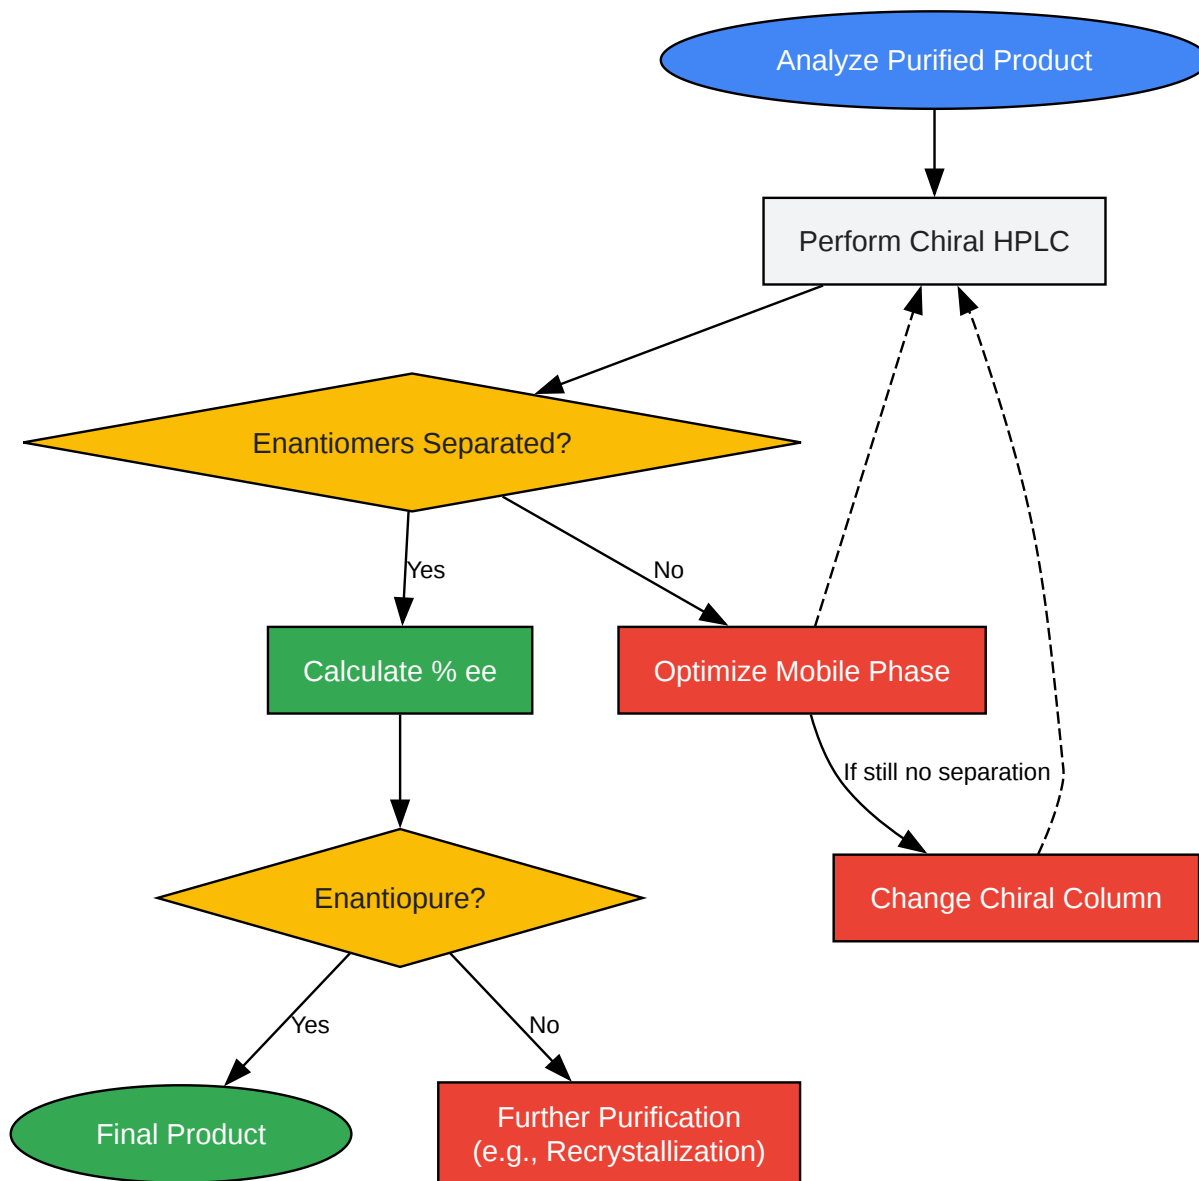 Analyze Purified Product
Perform Chiral HPLC
Enantiomers Separated?
Yes
No
Calculate % ee
Optimize Mobile Phase
If still no separation
Enantiopure?
Change Chiral Column
Yes
No
Final Product
Further Purification
(e.g., Recrystallization)